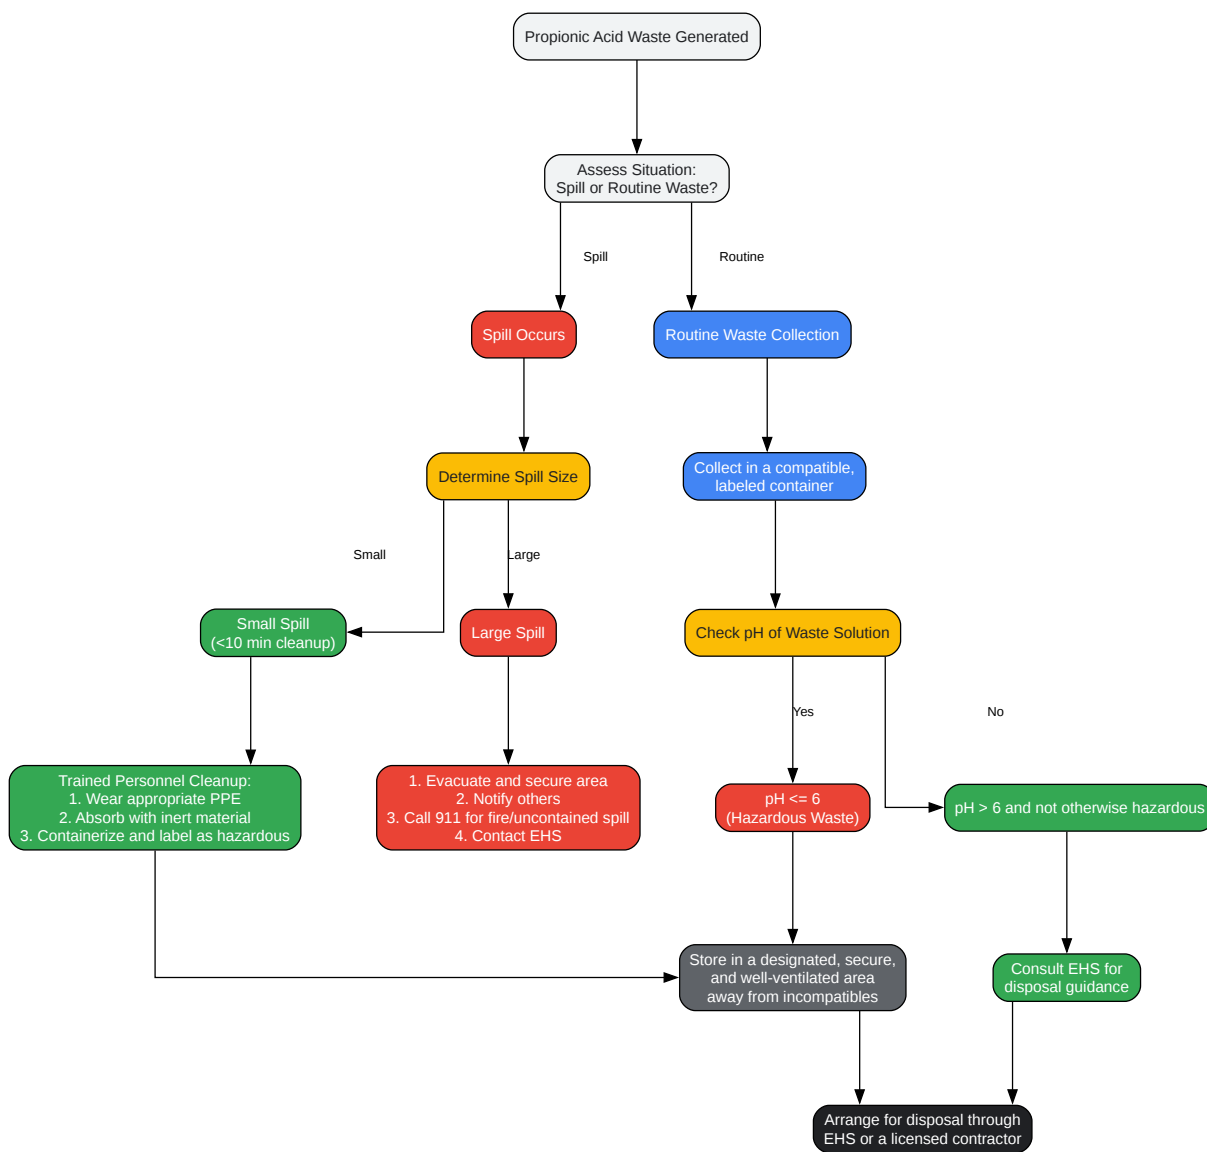 Propionic Acid Waste Generated
Assess Situation:
Spill or Routine Waste?
Spill
Routine
Spill Occurs
Routine Waste Collection
Determine Spill Size
Collect in a compatible,
labeled container
Small
Large
Small Spill
(<10 min cleanup)
Large Spill
Check pH of Waste Solution
Yes
No
Trained Personnel Cleanup:
1. Wear appropriate PPE
2. Absorb with inert material
3. Containerize and label as hazardous
1. Evacuate and secure area
2. Notify others
3. Call 911 for fire/uncontained spill
4. Contact EHS
pH <= 6
(Hazardous Waste)
pH > 6 and not otherwise hazardous
Store in a designated, secure,
and well-ventilated area
away from incompatibles
Consult EHS for
disposal guidance
Arrange for disposal through
EHS or a licensed contractor